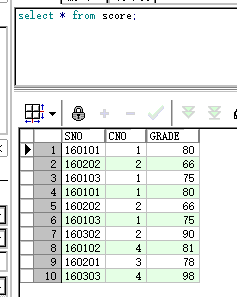 select * from score;
SNO CNO GRADE
1 160101 1 80
2 160202 2 66
3 160103 1 75
4 160101 1 80
5 160202 2 66
6 160103 1 75
7 160302 2 90
8 160102 4 81
9 160201 3 78
10 160303 4 98